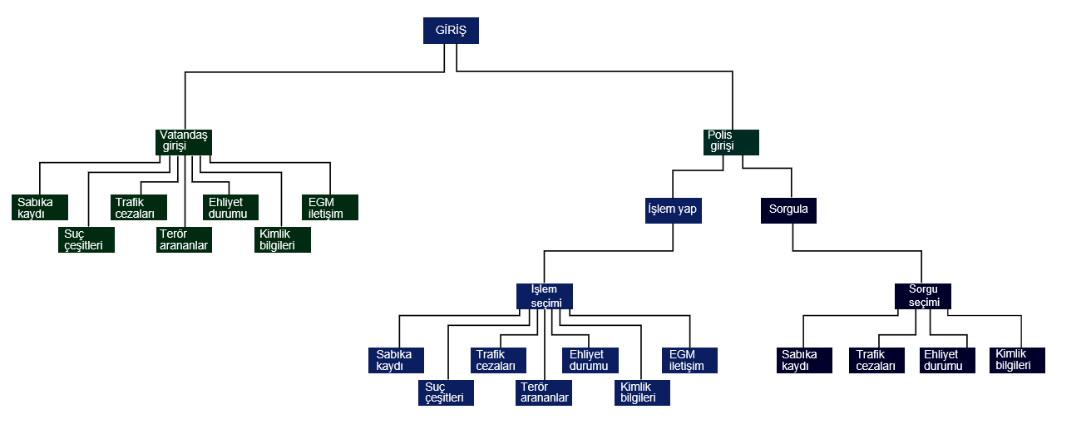 GİRİŞ
Vatandaş
girişi
Polis
girişi
Sabıka
kaydı
Trafik
cezaları
Ehliyet
durumu
EGM
iletişim
Suç
çeşitleri
Terör
arananlar
Kimlik
bilgileri
İşlem yap
Sorgula
İşlem
seçimi
Sorgu
seçimi
Sabıka
kaydı
Trafik
cezaları
Ehliyet
durumu
EGM
iletişim
Suç
çeşitleri
Terör
arananlar
Kimlik
bilgileri
Sabıka
kaydı
Trafik
cezaları
Ehliyet
durumu
Kimlik
bilgileri